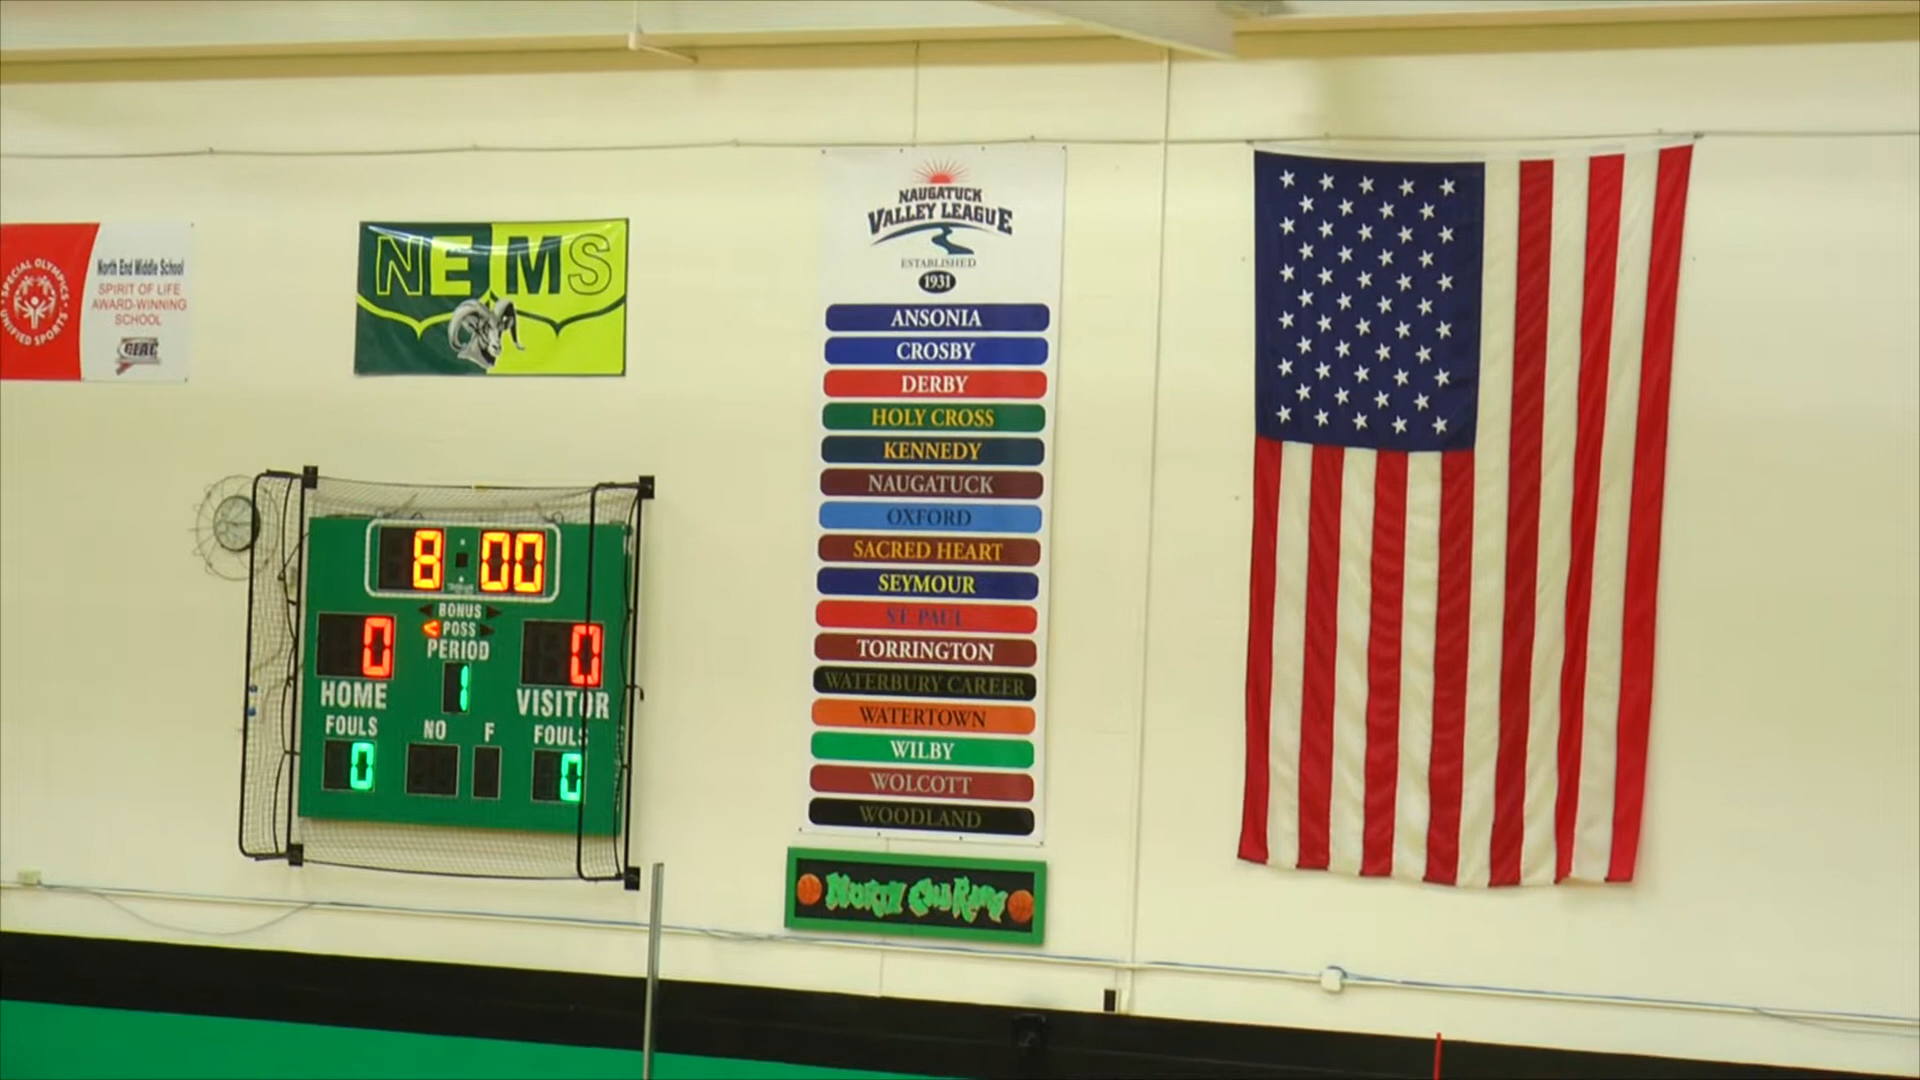 SPECIAL OLYMPICS
UNIFIED SPORTS
North End Middle School
SPIRIT OF LIFE
AWARD-WINNING
SCHOOL
CIAC
NEMS
8 00
BONUS
< POSS
PERIOD
0
1
0
HOME
VISITOR
FOULS
NO
F
FOULS
0
0
NAUGATUCK
VALLEY LEAGUE
ESTABLISHED
1931
ANSONIA
CROSBY
DERBY
HOLY CROSS
KENNEDY
NAUGATUCK
OXFORD
SACRED HEART
SEYMOUR
ST. PAUL
TORRINGTON
WATERBURY CAREER
WATERTOWN
WILBY
WOLCOTT
WOODLAND
NORTH